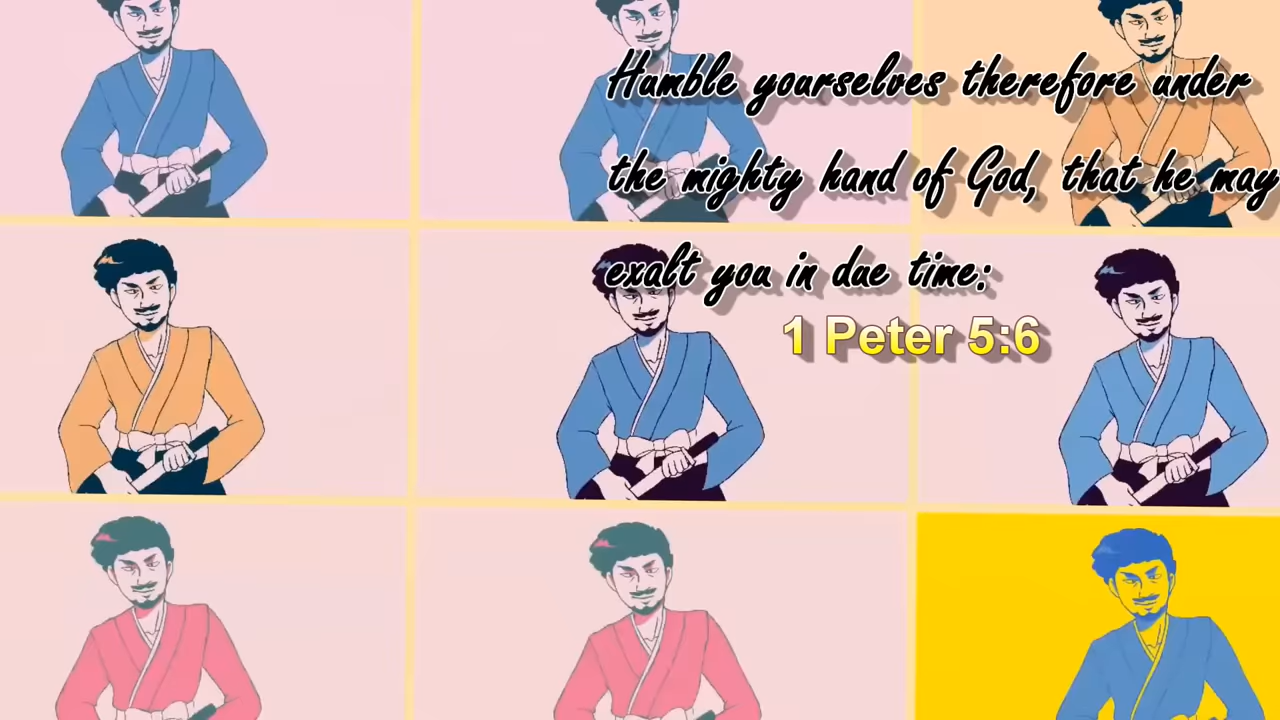 Humble yourselves therefore under
the mighty hand of God, that he may
exalt you in due time:
1 Peter 5:6